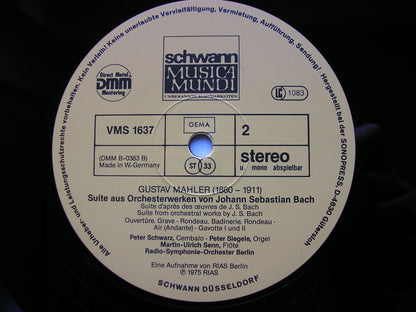 Alle Urheber- und Leistungsschutzrechte vorbehalten. Kein Verleih! Keine unerlaubte Vervielfältigung, Vermietung, Aufführung, Sendung! Hergestellt bei der SONOPRESS, D-4830 Gütersloh
schwann
MUSICA
MUNDI
Direct Metal
DMM
Mastering
LC 1083
VMS 1637
GEMA
2
(DMM B-0383 B)
Made in W.-Germany
ST 33
stereo
u. mono abspielbar
GUSTAV MAHLER (1860 – 1911)
Suite aus Orchesterwerken von Johann Sebastian Bach
Suite d'après des œuvres de J. S. Bach
Suite from orchestral works by J. S. Bach
Ouvertüre, Grave - Rondeau, Badinerie, Rondeau -
Air (Andante) - Gavotte I und II
Peter Schwarz, Cembalo - Peter Siegele, Orgel
Martin-Ulrich Senn, Flöte
Radio-Symphonie-Orchester Berlin
Eine Aufnahme von RIAS Berlin
Ⓟ 1975 RIAS
SCHWANN DÜSSELDORF